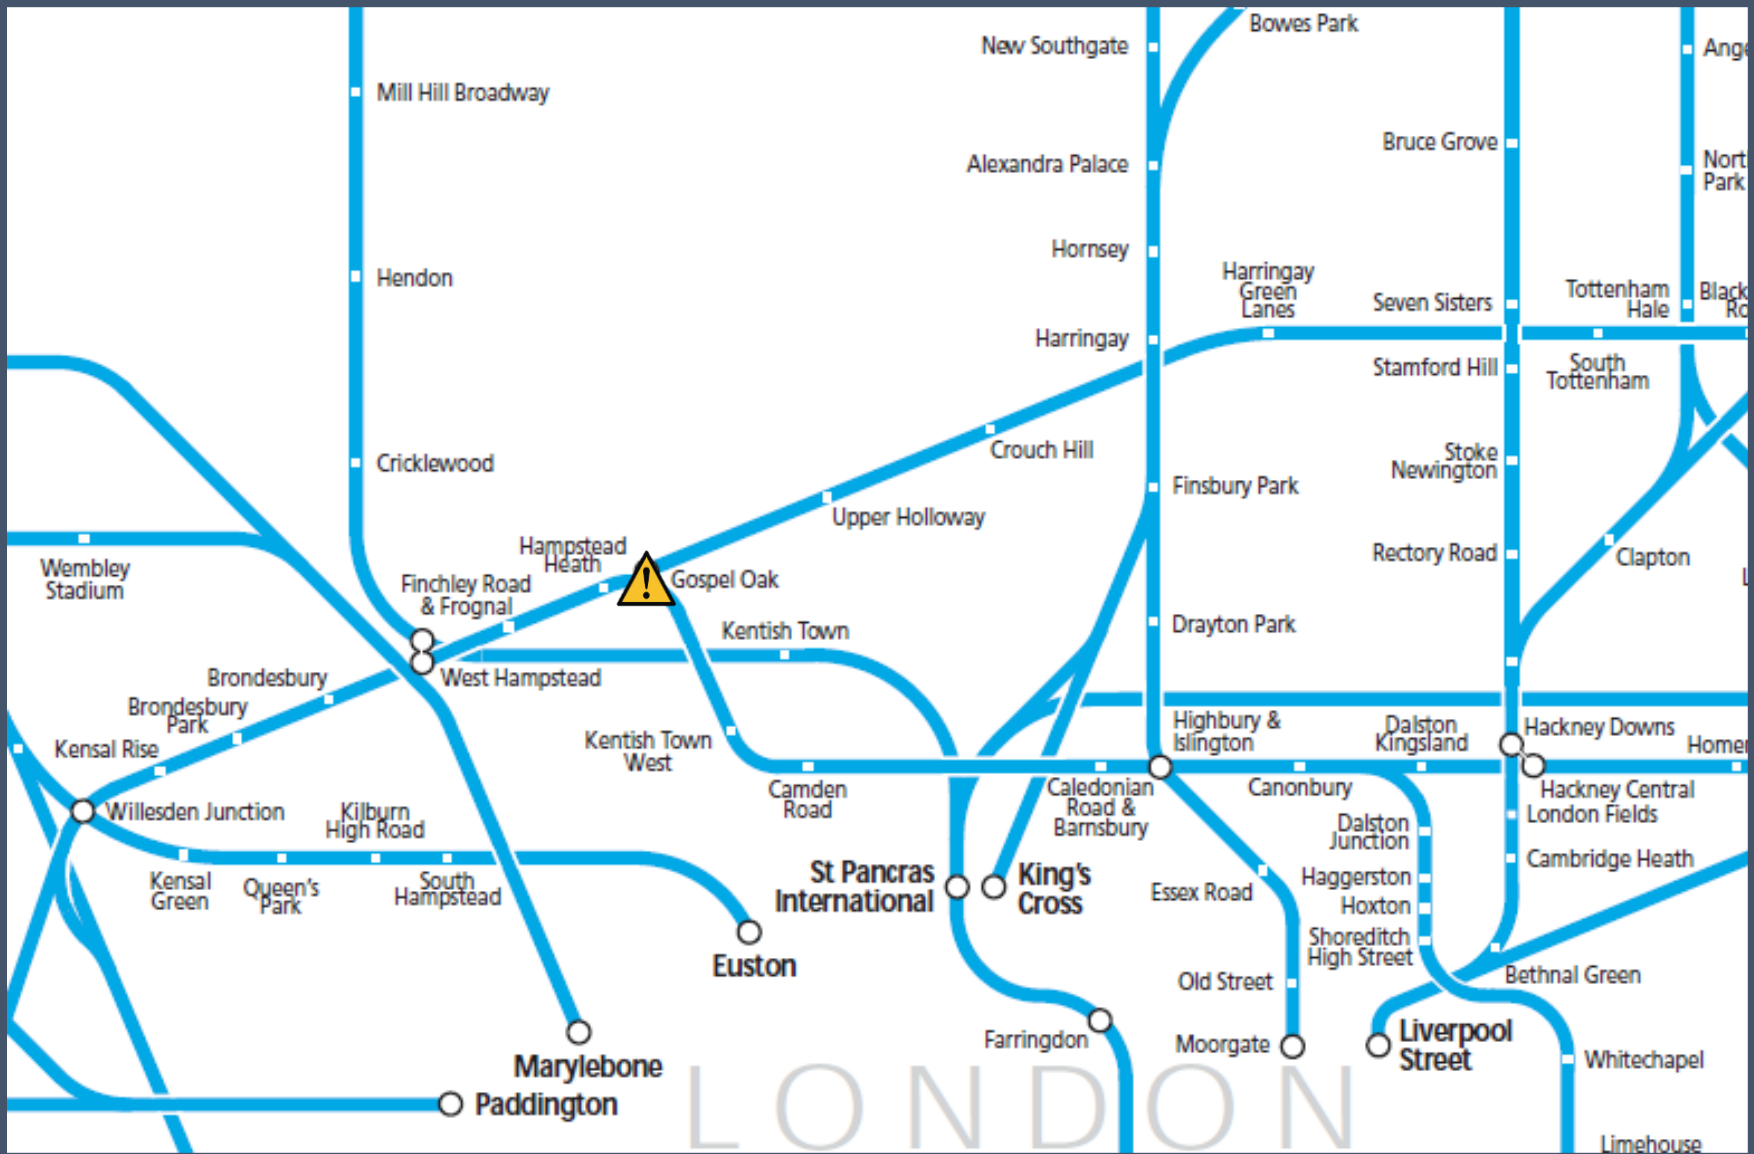 Bowes Park
New Southgate
Mill Hill Broadway
Bruce Grove
Alexandra Palace
Park
Hornsey
Hendon
Harringay
Green
Lanes
Seven Sisters
Tottenham
Hale
Harringay
Stamford Hill
South
Tottenham
Crouch Hill
Cricklewood
Stoke
Newington
Finsbury Park
Upper Holloway
Hampstead
Heath
Rectory Road
Clapton
Wembley
Stadium
Gospel Oak
Finchley Road
& Frognal
Kentish Town
Drayton Park
West Hampstead
Brondesbury
Brondesbury
Park
Kensal Rise
Kentish Town
West
Highbury &
Islington
Dalston
Kingsland
Hackney Downs
Camden
Road
Caledonian
Road &
Barnsbury
Canonbury
Hackney Central
London Fields
Willesden Junction
Kilburn
High Road
Dalston
Junction
Cambridge Heath
Kensal
Green
Queen's
Park
South
Hampstead
St Pancras
International
King's
Cross
Essex Road
Haggerston
Hoxton
Shoreditch
High Street
Bethnal Green
Euston
Old Street
Farringdon
Moorgate
Liverpool
Street
Whitechapel
Marylebone
Paddington
LONDON
Limehouse